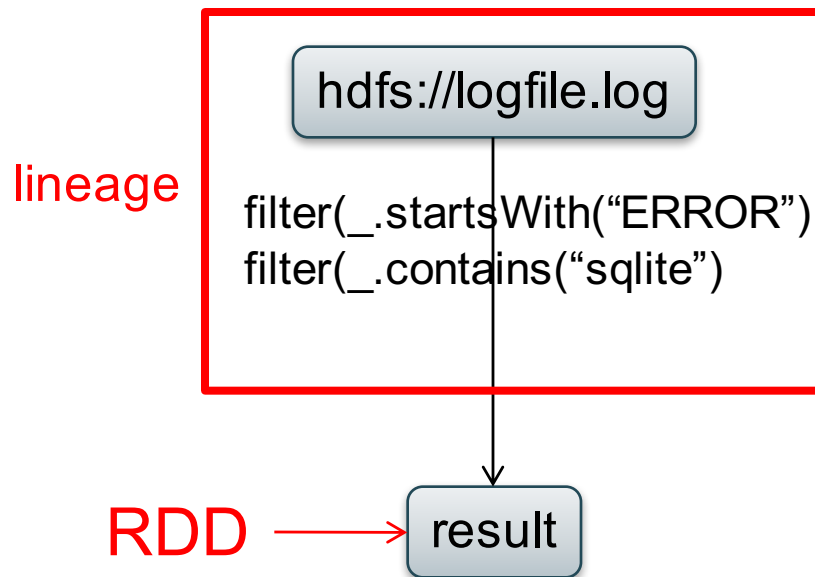 hdfs://logfile.log
lineage
filter(_.startsWith(“ERROR”)
filter(_.contains(“sqlite”)
RDD
result